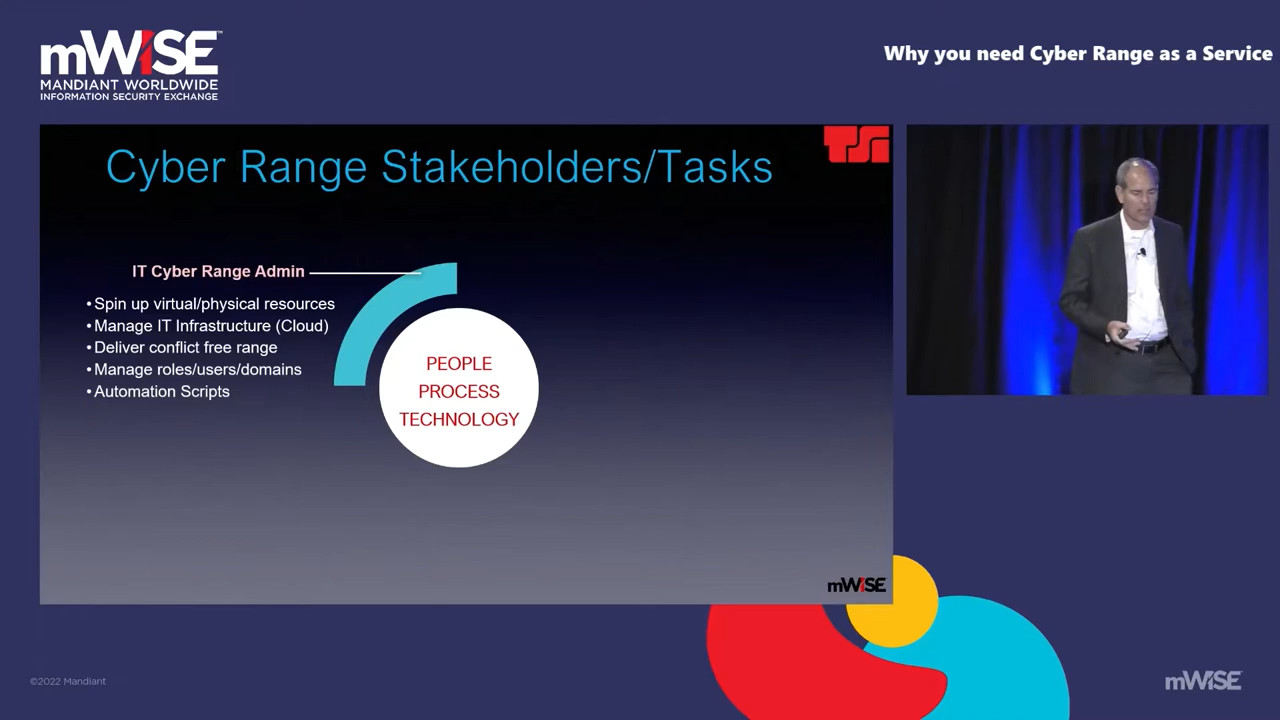 mWISE™
MANDIANT WORLDWIDE
INFORMATION SECURITY EXCHANGE
Why you need Cyber Range as a Service
TSi
Cyber Range Stakeholders/Tasks
IT Cyber Range Admin
•Spin up virtual/physical resources
•Manage IT Infrastructure (Cloud)
•Deliver conflict free range
•Manage roles/users/domains
•Automation Scripts
PEOPLE
PROCESS
TECHNOLOGY
mWISE
©2022 Mandiant
mWISE